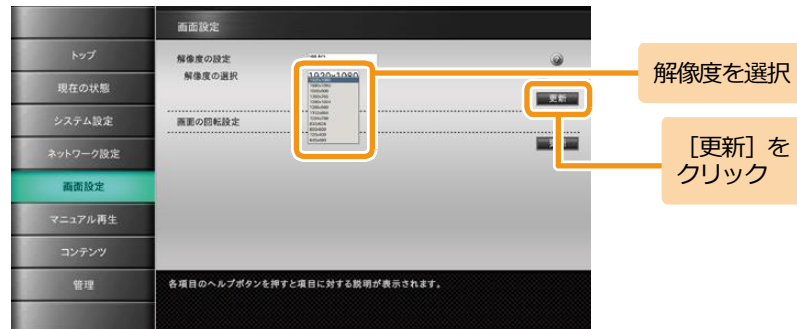 画面設定
トップ
現在の状態
システム設定
ネットワーク設定
画面設定
マニュアル再生
コンテンツ
管理
解像度の設定
解像度の選択
1920x1080
更新
画面の回転設定
各項目のヘルプボタンを押すと項目に対する説明が表示されます。
解像度を選択
［更新］を
クリック